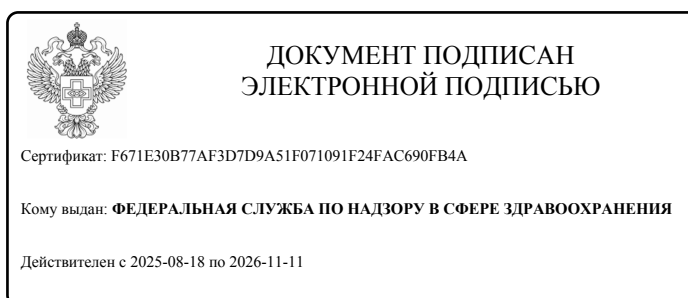 ДОКУМЕНТ ПОДПИСАН
ЭЛЕКТРОННОЙ ПОДПИСЬЮ
Сертификат: F671E30B77AF3D7D9A51F071091F24FAC690FB4A
Кому выдан: ФЕДЕРАЛЬНАЯ СЛУЖБА ПО НАДЗОРУ В СФЕРЕ ЗДРАВООХРАНЕНИЯ
Действителен с 2025-08-18 по 2026-11-11